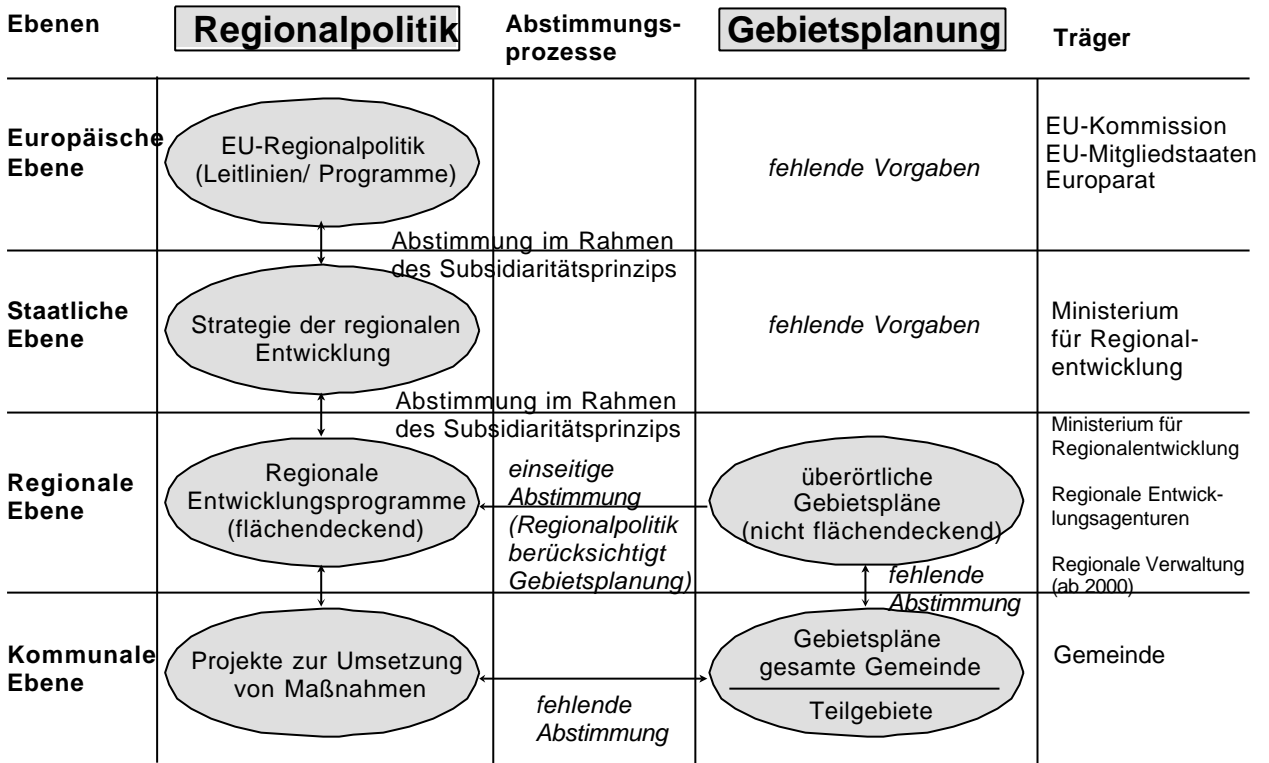 Ebenen
Regionalpolitik
Abstimmungs-
prozesse
Gebietsplanung
Träger
Europäische
Ebene
EU-Regionalpolitik
(Leitlinien/ Programme)
fehlende Vorgaben
EU-Kommission
EU-Mitgliedstaaten
Europarat
Abstimmung im Rahmen
des Subsidiaritätsprinzips
Staatliche
Ebene
Strategie der regionalen
Entwicklung
fehlende Vorgaben
Ministerium
für Regional-
entwicklung
Abstimmung im Rahmen
des Subsidiaritätsprinzips
Regionale
Ebene
Regionale
Entwicklungsprogramme
(flächendeckend)
einseitige
Abstimmung
(Regionalpolitik
berücksichtigt
Gebietsplanung)
überörtliche
Gebietspläne
(nicht flächendeckend)
Ministerium für
Regionalentwicklung
Regionale Entwick-
lungsagenturen
Regionale Verwaltung
(ab 2000)
fehlende
Abstimmung
Kommunale
Ebene
Projekte zur Umsetzung
von Maßnahmen
fehlende
Abstimmung
Gebietspläne
gesamte Gemeinde
Teilgebiete
Gemeinde